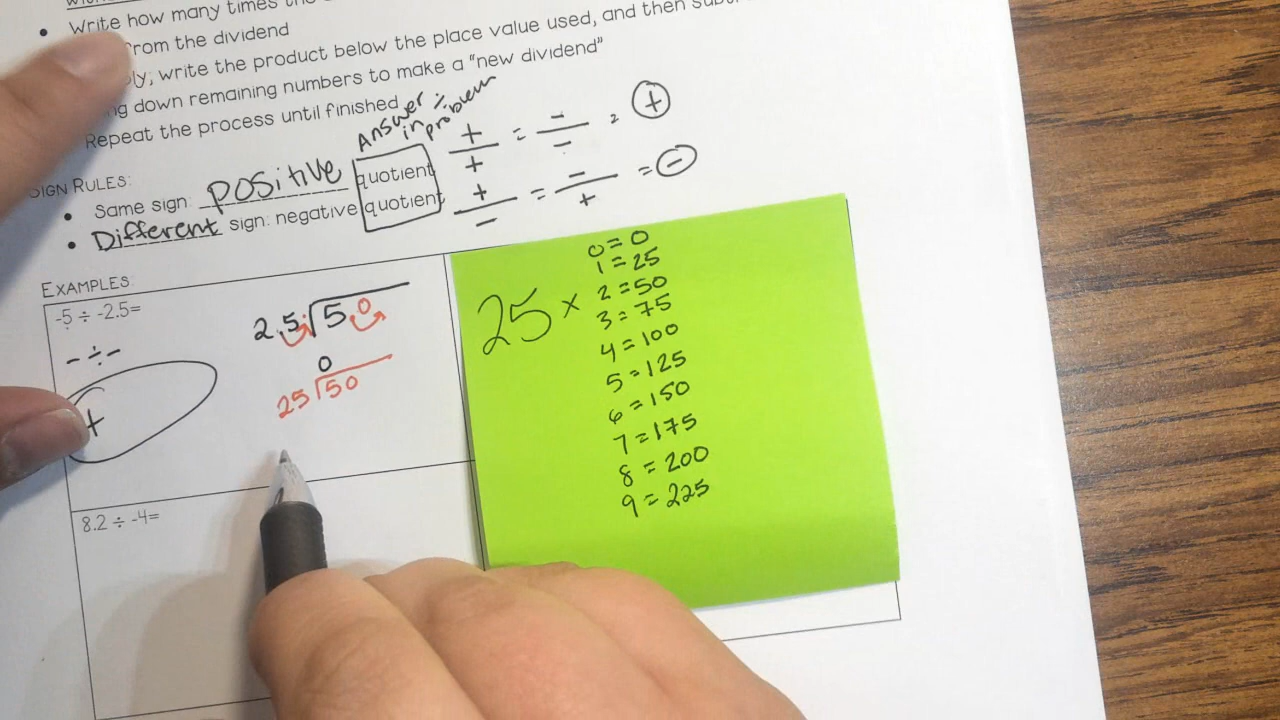 • Write how many times the
from the dividend
ly; write the product below the place value used, and then
ng down remaining numbers to make a "new dividend"
Repeat the process until finished
Answer ÷
in problem
SIGN RULES:
• Same sign: positive quotient
• Different sign: negative quotient
+/+ = -/- = +
+/- = -/+ = -
EXAMPLES:
-5 ÷ -2.5=
- ÷ -
+
2.5 5 0
0
25 50
25 ×
0 = 0
1 = 25
2 = 50
3 = 75
4 = 100
5 = 125
6 = 150
7 = 175
8 = 200
9 = 225
8.2 ÷ -4=